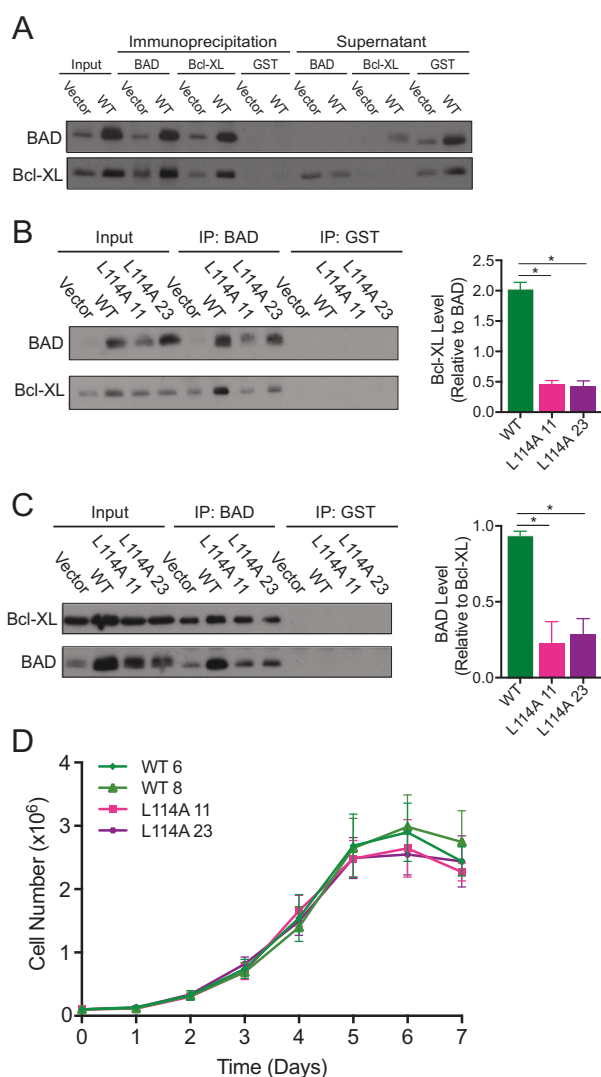 A
Immunoprecipitation Supernatant
Input BAD Bcl-XL GST BAD Bcl-XL GST
Vector WT Vector WT Vector WT Vector WT Vector WT Vector WT Vector WT
BAD
Bcl-XL
B
Input IP: BAD IP: GST
Vector WT L114A 11 L114A 23 Vector WT L114A 11 L114A 23 Vector WT L114A 11 L114A 23
BAD
Bcl-XL
Bcl-XL Level
(Relative to BAD)
2.5
2.0
1.5
1.0
0.5
0.0
* *
WT L114A 11 L114A 23
C
Input IP: BAD IP: GST
Vector WT L114A 11 L114A 23 Vector WT L114A 11 L114A 23 Vector WT L114A 11 L114A 23
Bcl-XL
BAD
BAD Level
(Relative to Bcl-XL)
1.0
0.5
0.0
* *
WT L114A 11 L114A 23
D
WT 6
WT 8
L114A 11
L114A 23
Cell Number (x10⁶)
4
3
2
1
0
0 1 2 3 4 5 6 7
Time (Days)